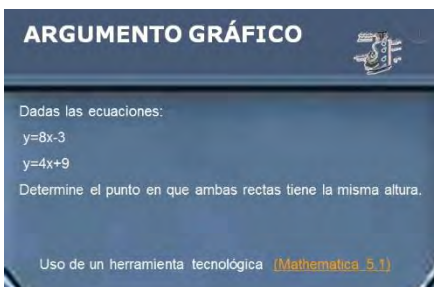 ARGUMENTO GRÁFICO
Dadas las ecuaciones:
y=8x-3
y=4x+9
Determine el punto en que ambas rectas tiene la misma altura.
Uso de un herramienta tecnológica (Mathematica 5.1)